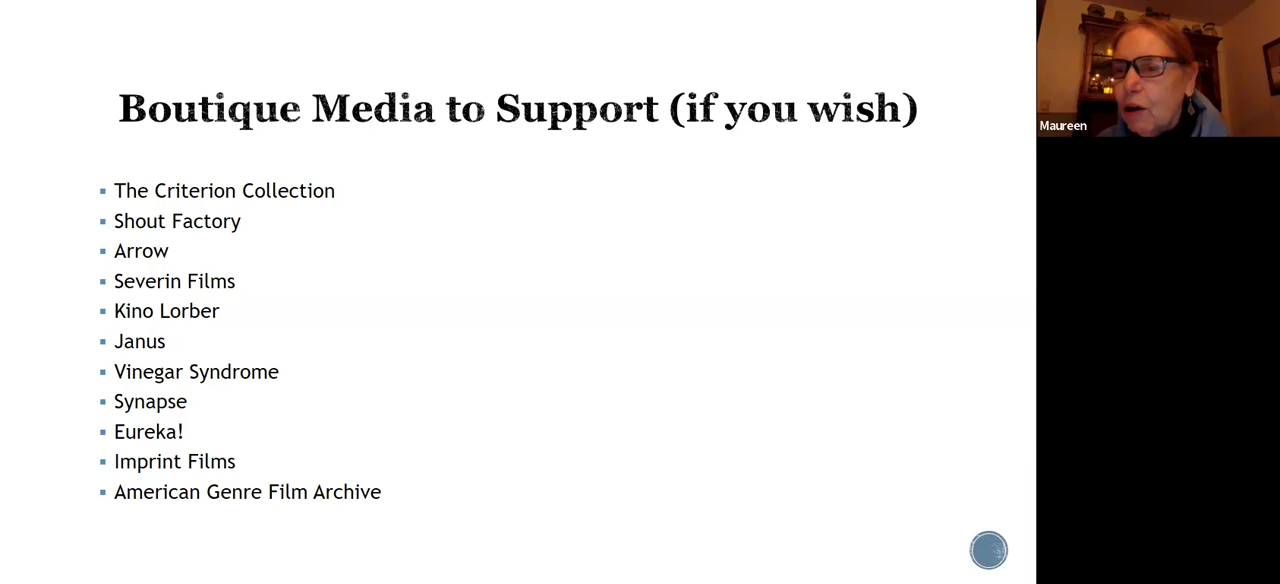 Boutique Media to Support (if you wish)
The Criterion Collection
Shout Factory
Arrow
Severin Films
Kino Lorber
Janus
Vinegar Syndrome
Synapse
Eureka!
Imprint Films
American Genre Film Archive
Maureen